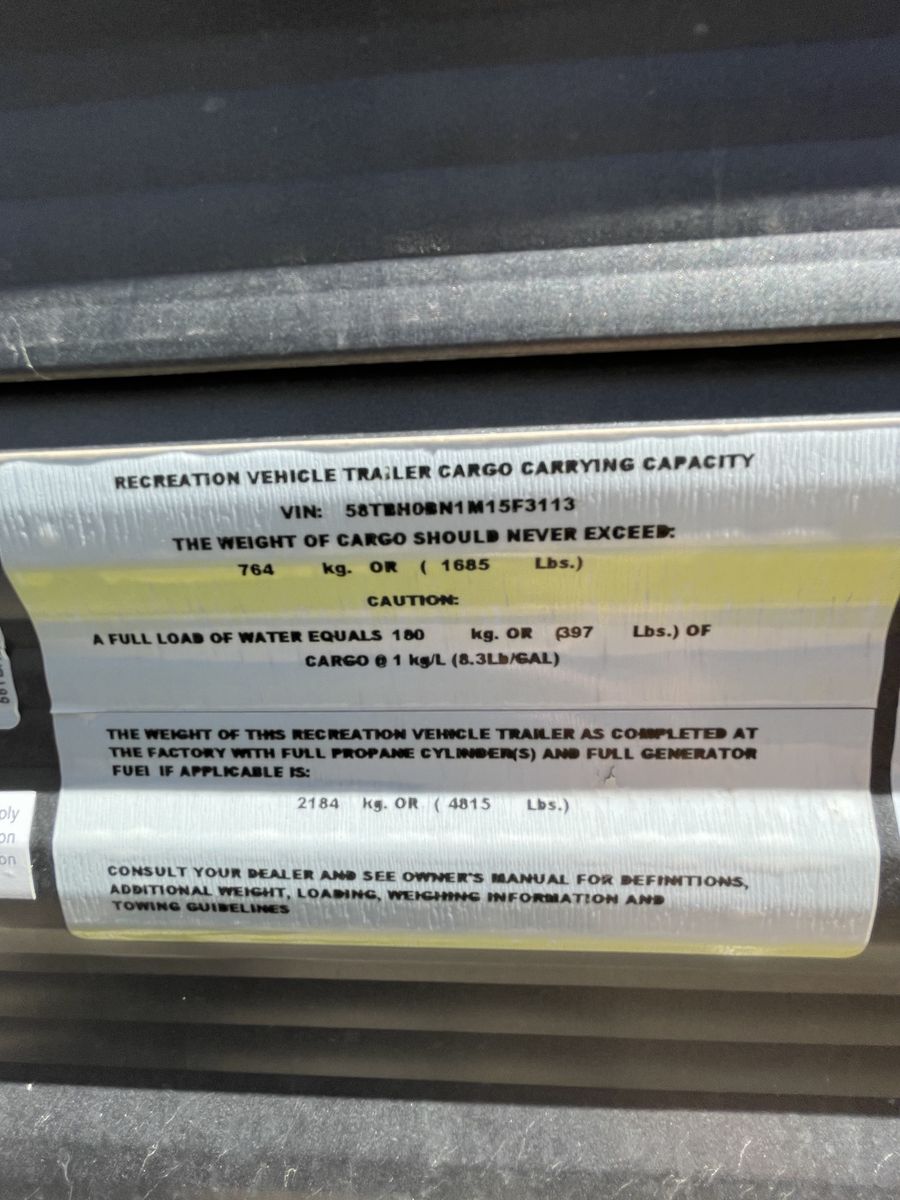 RECREATION VEHICLE TRAILER CARGO CARRYING CAPACITY
VIN: 58TBH0BN1M15F3113
THE WEIGHT OF CARGO SHOULD NEVER EXCEED:
764 kg. OR ( 1685 Lbs.)
CAUTION:
A FULL LOAD OF WATER EQUALS 180 kg. OR (397 Lbs.) OF
CARGO @ 1 kg/L (8.3Lb/GAL)
THE WEIGHT OF THIS RECREATION VEHICLE TRAILER AS COMPLETED AT
THE FACTORY WITH FULL PROPANE CYLINDER(S) AND FULL GENERATOR
FUEL IF APPLICABLE IS:
2184 kg. OR ( 4815 Lbs.)
CONSULT YOUR DEALER AND SEE OWNER'S MANUAL FOR DEFINITIONS,
ADDITIONAL WEIGHT, LOADING, WEIGHING INFORMATION AND
TOWING GUIDELINES
ply
on
on